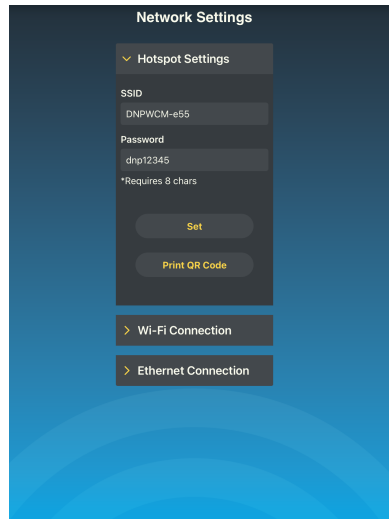 Network Settings
Hotspot Settings
SSID
DNPWCM-e55
Password
dnp12345
*Requires 8 chars
Set
Print QR Code
Wi-Fi Connection
Ethernet Connection